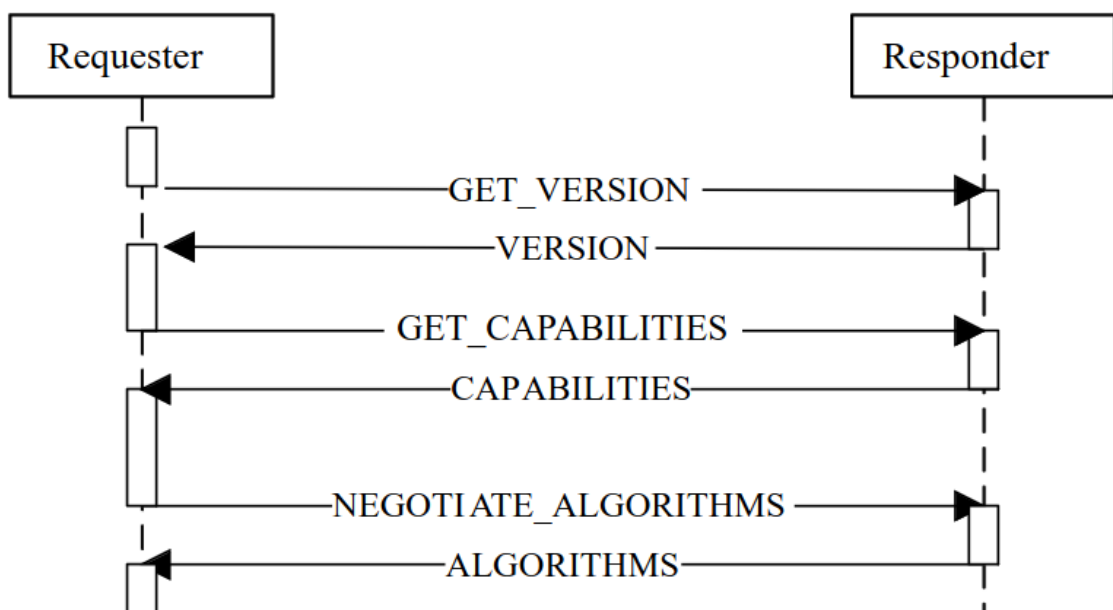 Requester
Responder
GET_VERSION
VERSION
GET_CAPABILITIES
CAPABILITIES
NEGOTIATE_ALGORITHMS
ALGORITHMS